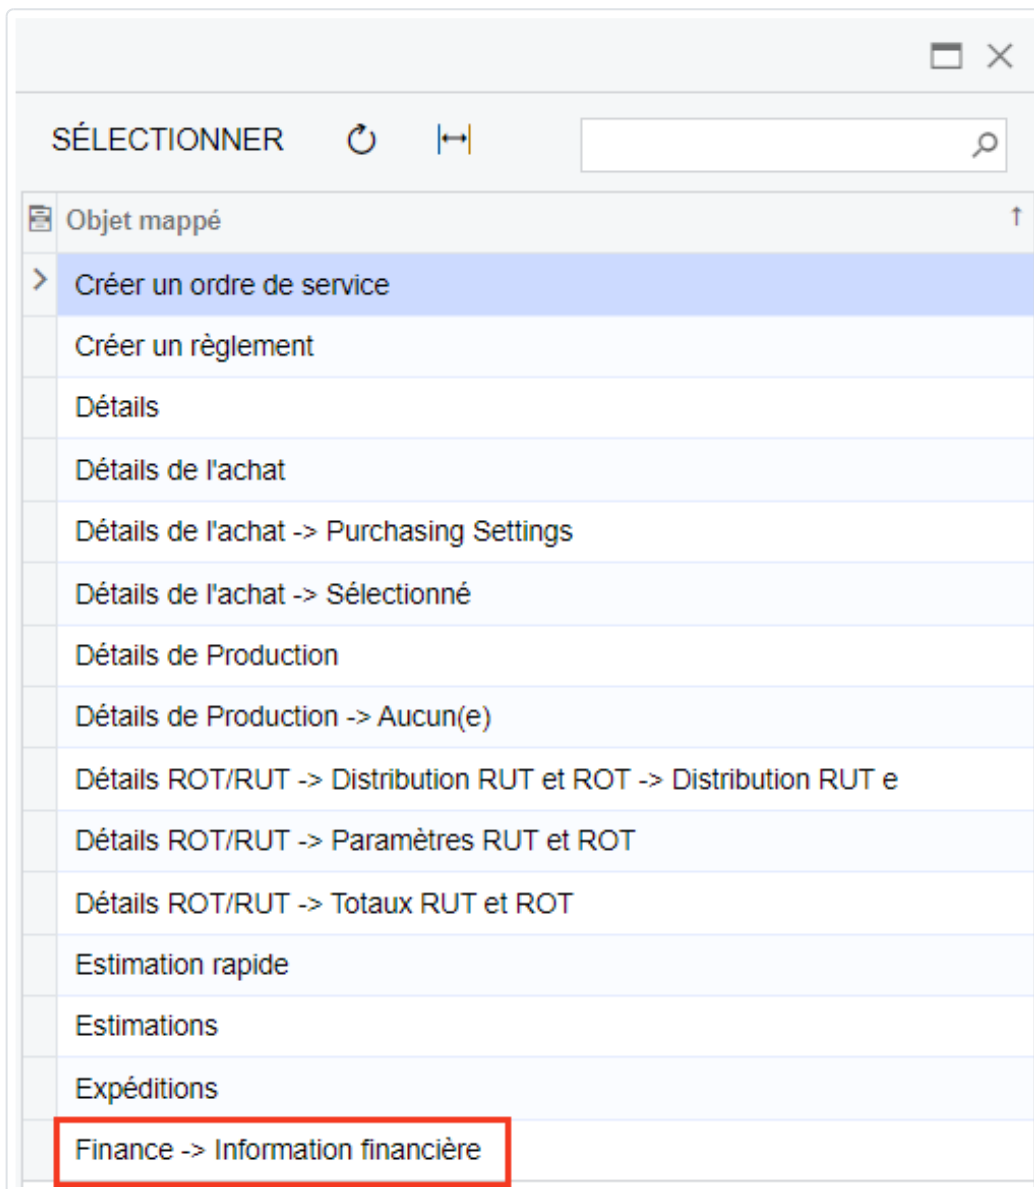 SÉLECTIONNER
Objet mappé
Créer un ordre de service
Créer un règlement
Détails
Détails de l'achat
Détails de l'achat -> Purchasing Settings
Détails de l'achat -> Sélectionné
Détails de Production
Détails de Production -> Aucun(e)
Détails ROT/RUT -> Distribution RUT et ROT -> Distribution RUT e
Détails ROT/RUT -> Paramètres RUT et ROT
Détails ROT/RUT -> Totaux RUT et ROT
Estimation rapide
Estimations
Expéditions
Finance -> Information financière